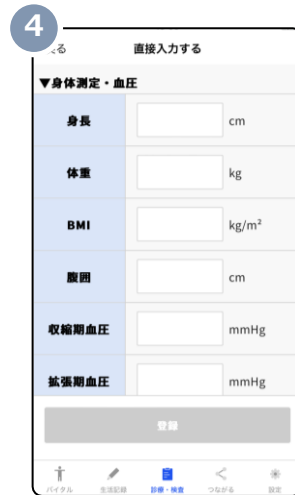 4
る 直接入力する
▼身体測定・血圧
身長 cm
体重 kg
BMI kg/m²
腹囲 cm
収縮期血圧 mmHg
拡張期血圧 mmHg
登録
バイタル 生活記録 診療・検査 つながる 設定